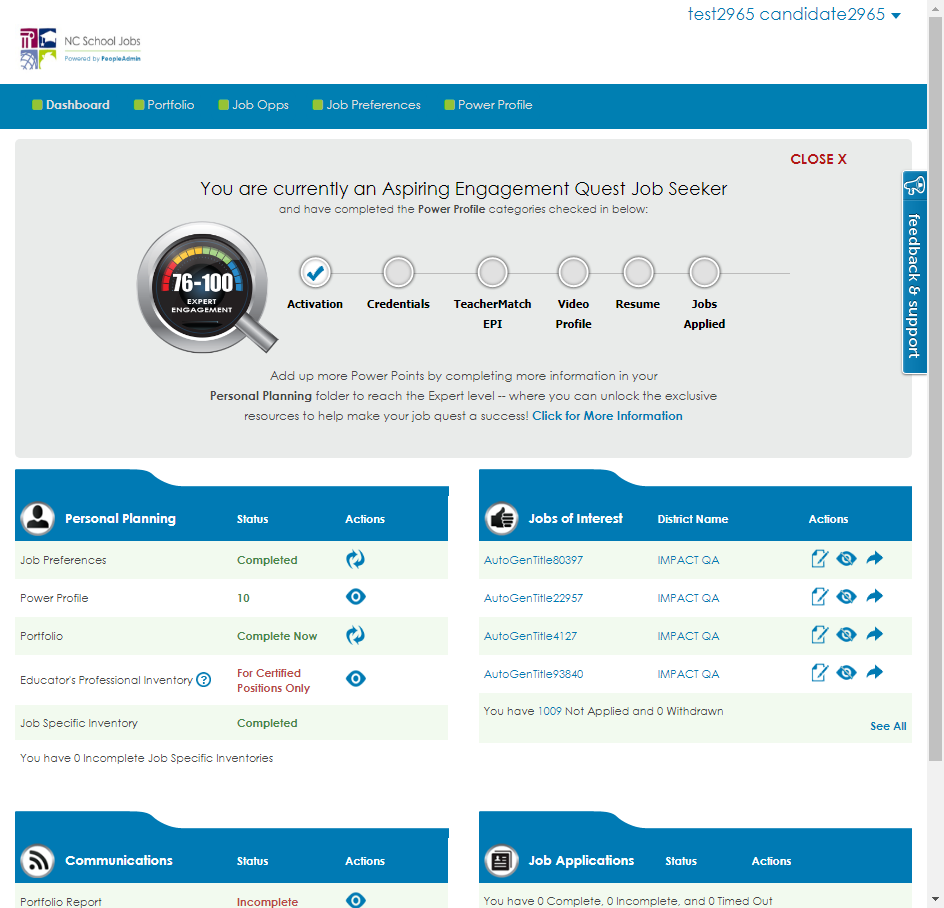 test2965 candidate2965
NC School Jobs
Powered by PeopleAdmin
Dashboard Portfolio Job Opps Job Preferences Power Profile
CLOSE X
You are currently an Aspiring Engagement Quest Job Seeker
and have completed the Power Profile categories checked in below:
76-100
EXPERT
ENGAGEMENT
Activation Credentials TeacherMatch EPI Video Profile Resume Jobs Applied
feedback & support
Add up more Power Points by completing more information in your
Personal Planning folder to reach the Expert level -- where you can unlock the exclusive
resources to help make your job quest a success! Click for More Information
Personal Planning Status Actions
Job Preferences Completed
Power Profile 10
Portfolio Complete Now
Educator's Professional Inventory ? For Certified
Positions Only
Job Specific Inventory Completed
You have 0 Incomplete Job Specific Inventories
Jobs of Interest District Name Actions
AutoGenTitle80397 IMPACT QA
AutoGenTitle22957 IMPACT QA
AutoGenTitle4127 IMPACT QA
AutoGenTitle93840 IMPACT QA
You have 1009 Not Applied and 0 Withdrawn
See All
Communications Status Actions
Portfolio Report Incomplete
Job Applications Status Actions
You have 0 Complete, 0 Incomplete, and 0 Timed Out